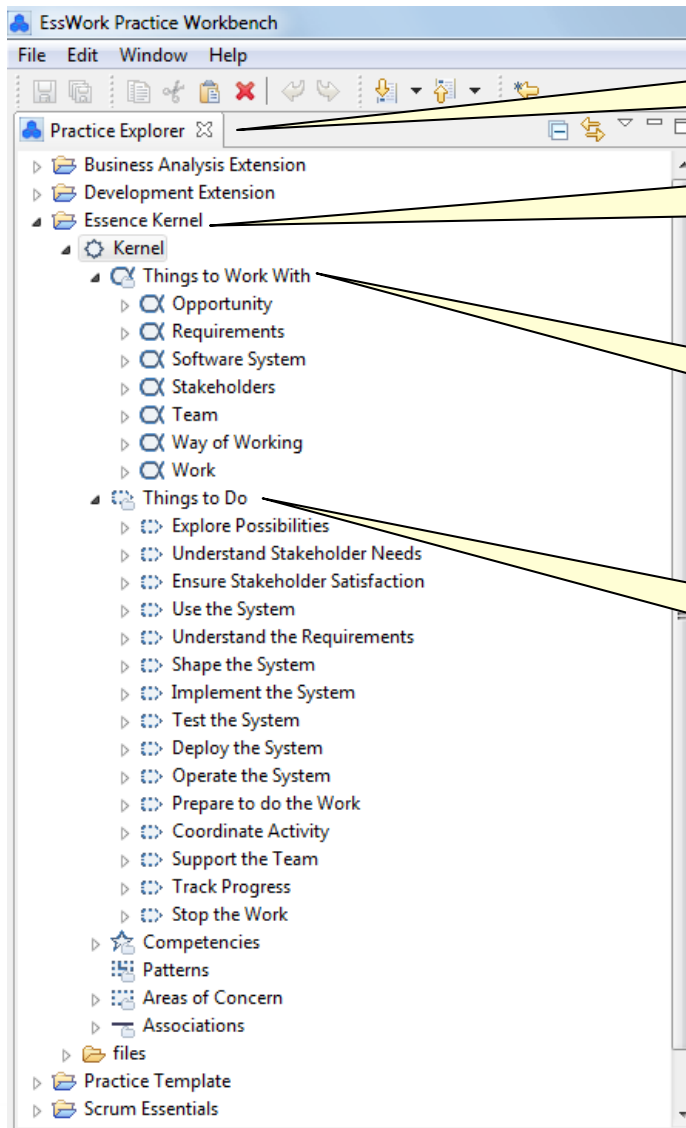 EssWork Practice Workbench
File Edit Window Help
Practice Explorer
Business Analysis Extension
Development Extension
Essence Kernel
Kernel
Things to Work With
Opportunity
Requirements
Software System
Stakeholders
Team
Way of Working
Work
Things to Do
Explore Possibilities
Understand Stakeholder Needs
Ensure Stakeholder Satisfaction
Use the System
Understand the Requirements
Shape the System
Implement the System
Test the System
Deploy the System
Operate the System
Prepare to do the Work
Coordinate Activity
Support the Team
Track Progress
Stop the Work
Competencies
Patterns
Areas of Concern
Associations
files
Practice Template
Scrum Essentials